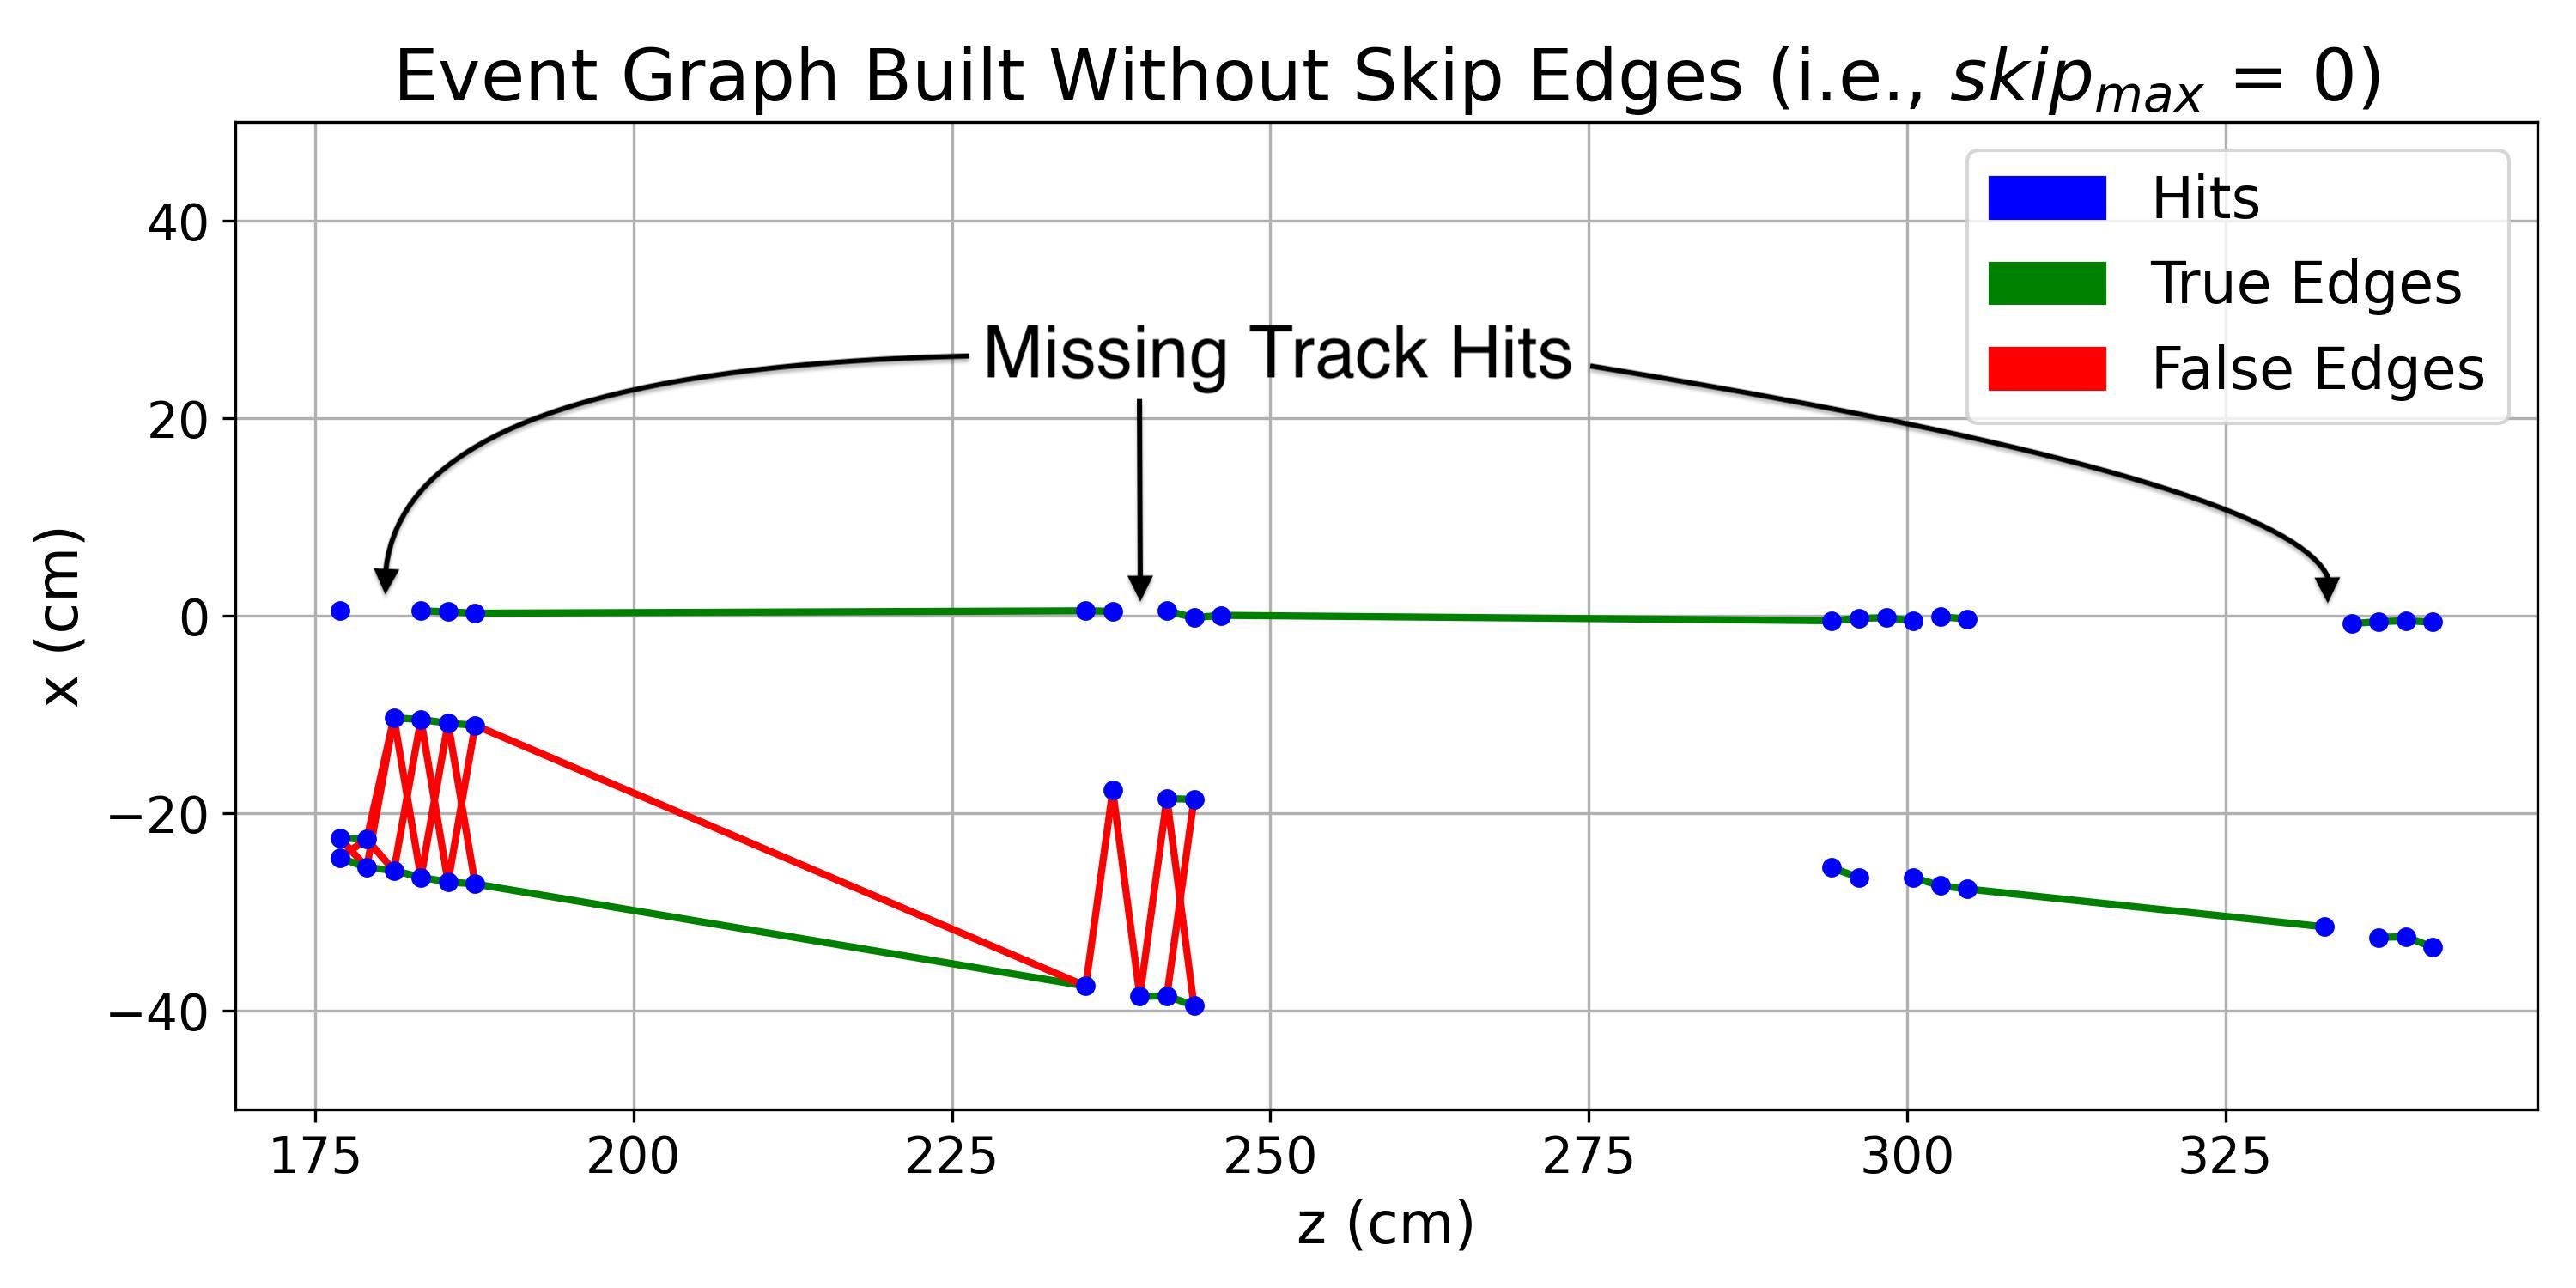 Event Graph Built Without Skip Edges (i.e., skip_max = 0)
Hits
True Edges
False Edges
Missing Track Hits
40
20
0
−20
−40
x (cm)
175 200 225 250 275 300 325
z (cm)